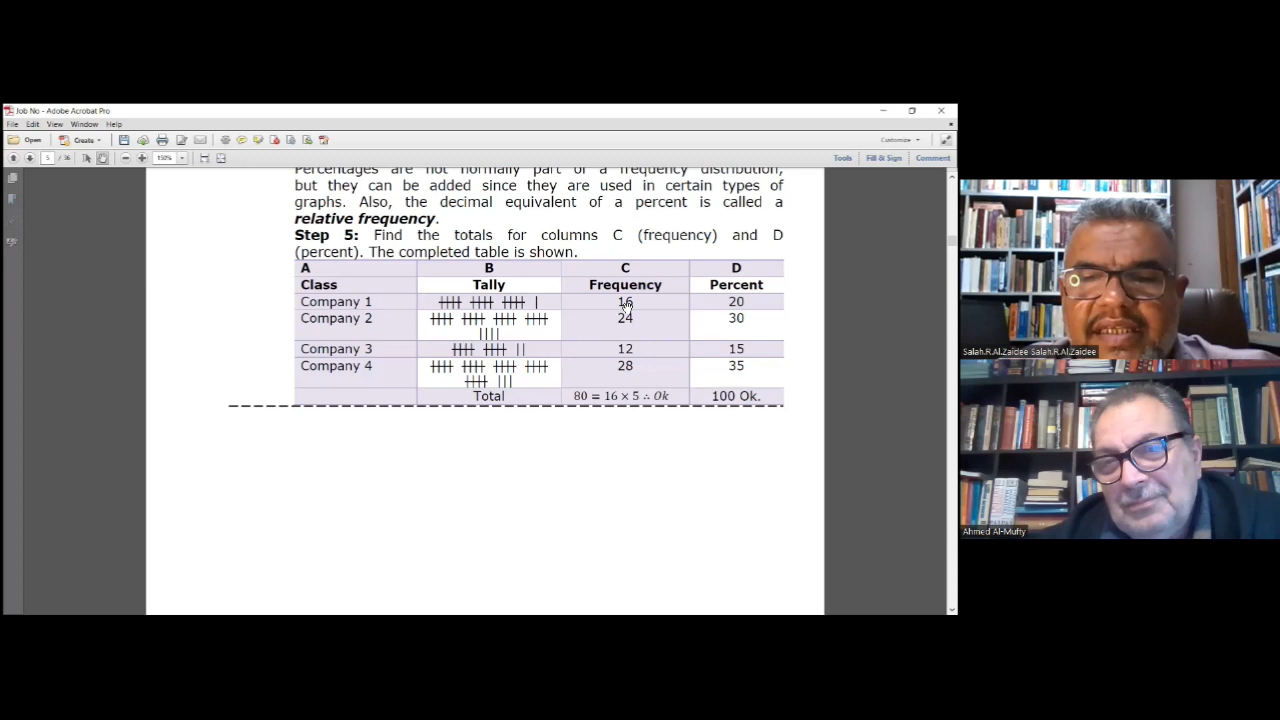 Job No - Adobe Acrobat Pro
File Edit View Window Help
Open Create Customize
5 / 36 150% Tools Fill & Sign Comment
Percentages are not normally part of a frequency distribution,
but they can be added since they are used in certain types of
graphs. Also, the decimal equivalent of a percent is called a
relative frequency.
Step 5: Find the totals for columns C (frequency) and D
(percent). The completed table is shown.
A B C D
Class Tally Frequency Percent
Company 1 16 20
Company 2 24 30
Company 3 12 15
Company 4 28 35
Total 80 = 16 × 5 ∴ Ok 100 Ok.
Salah.R.Al.Zaidee Salah.R.Al.Zaidee
Ahmed Al-Mufty